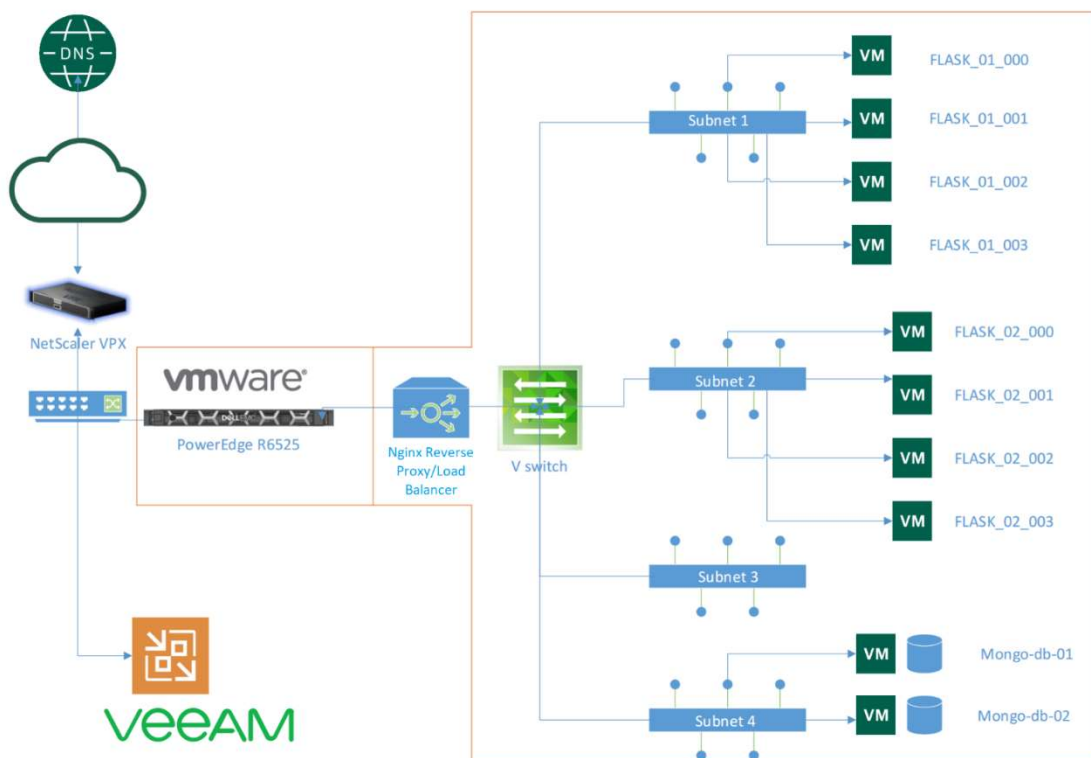 DNS
NetScaler VPX
vmware®
DELL EMC
PowerEdge R6525
Nginx Reverse
Proxy/Load
Balancer
V switch
veeAM
Subnet 1
VM FLASK_01_000
VM FLASK_01_001
VM FLASK_01_002
VM FLASK_01_003
Subnet 2
VM FLASK_02_000
VM FLASK_02_001
VM FLASK_02_002
VM FLASK_02_003
Subnet 3
Subnet 4
VM Mongo-db-01
VM Mongo-db-02